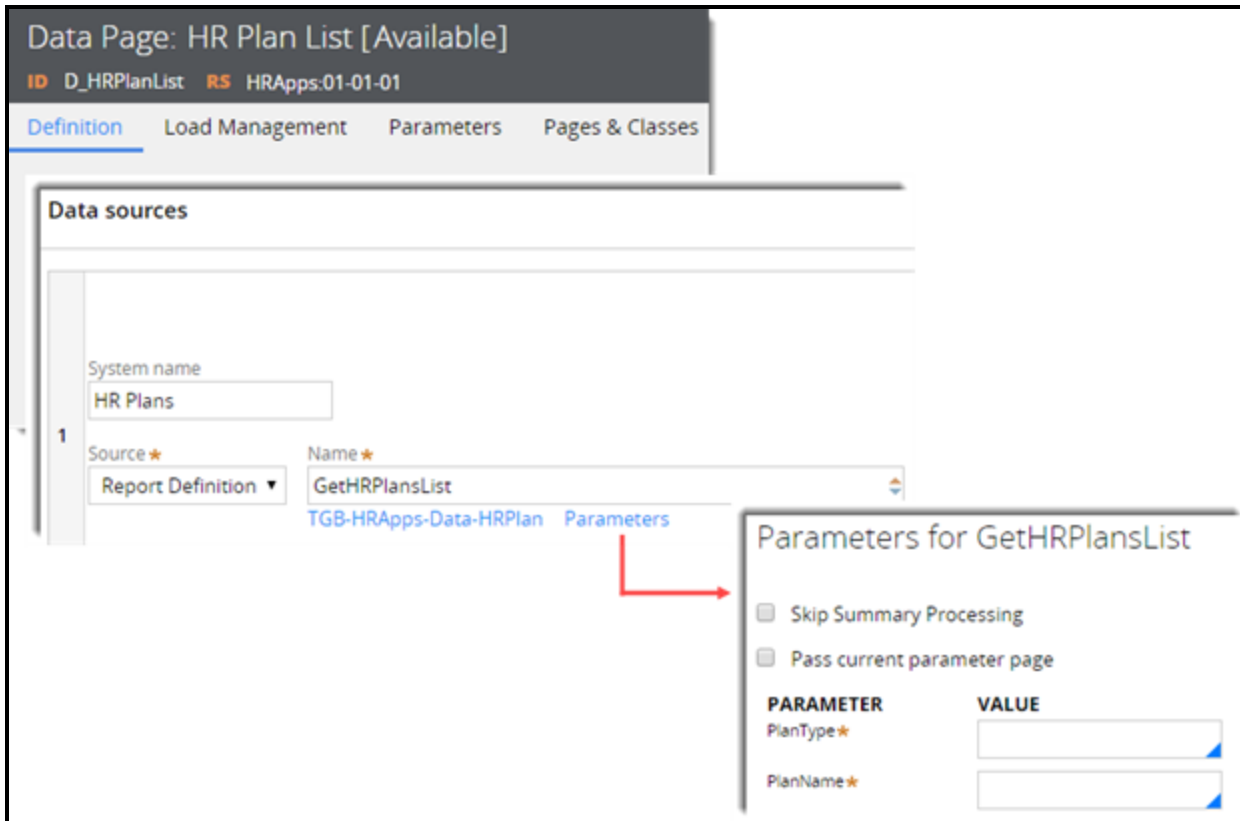 Data Page: HR Plan List [Available]
ID D_HRPlanList RS HRApps:01-01-01
Definition Load Management Parameters Pages & Classes
Data sources
System name
HR Plans
1
Source★ Name★
Report Definition ▼ GetHRPlansList
TGB-HRApps-Data-HRPlan Parameters
Parameters for GetHRPlansList
Skip Summary Processing
Pass current parameter page
PARAMETER VALUE
PlanType★
PlanName★